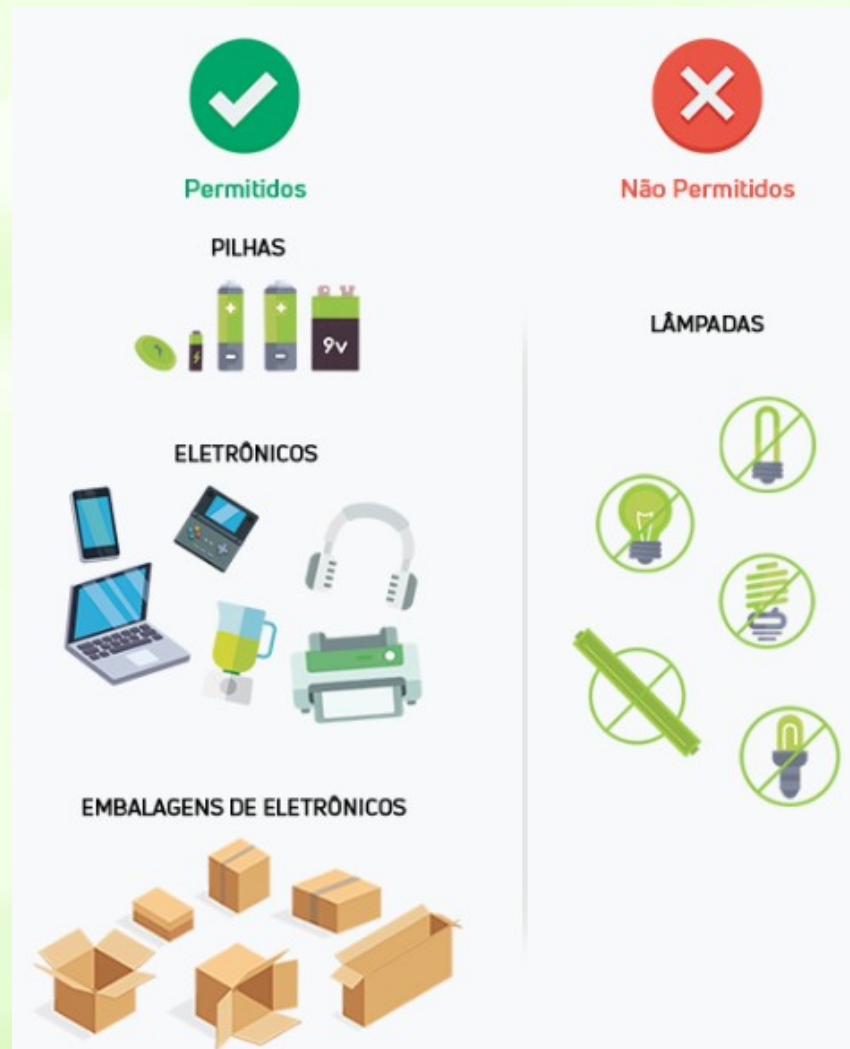 Permitidos
PILHAS
9v
ELETRÔNICOS
EMBALAGENS DE ELETRÔNICOS
Não Permitidos
LÂMPADAS